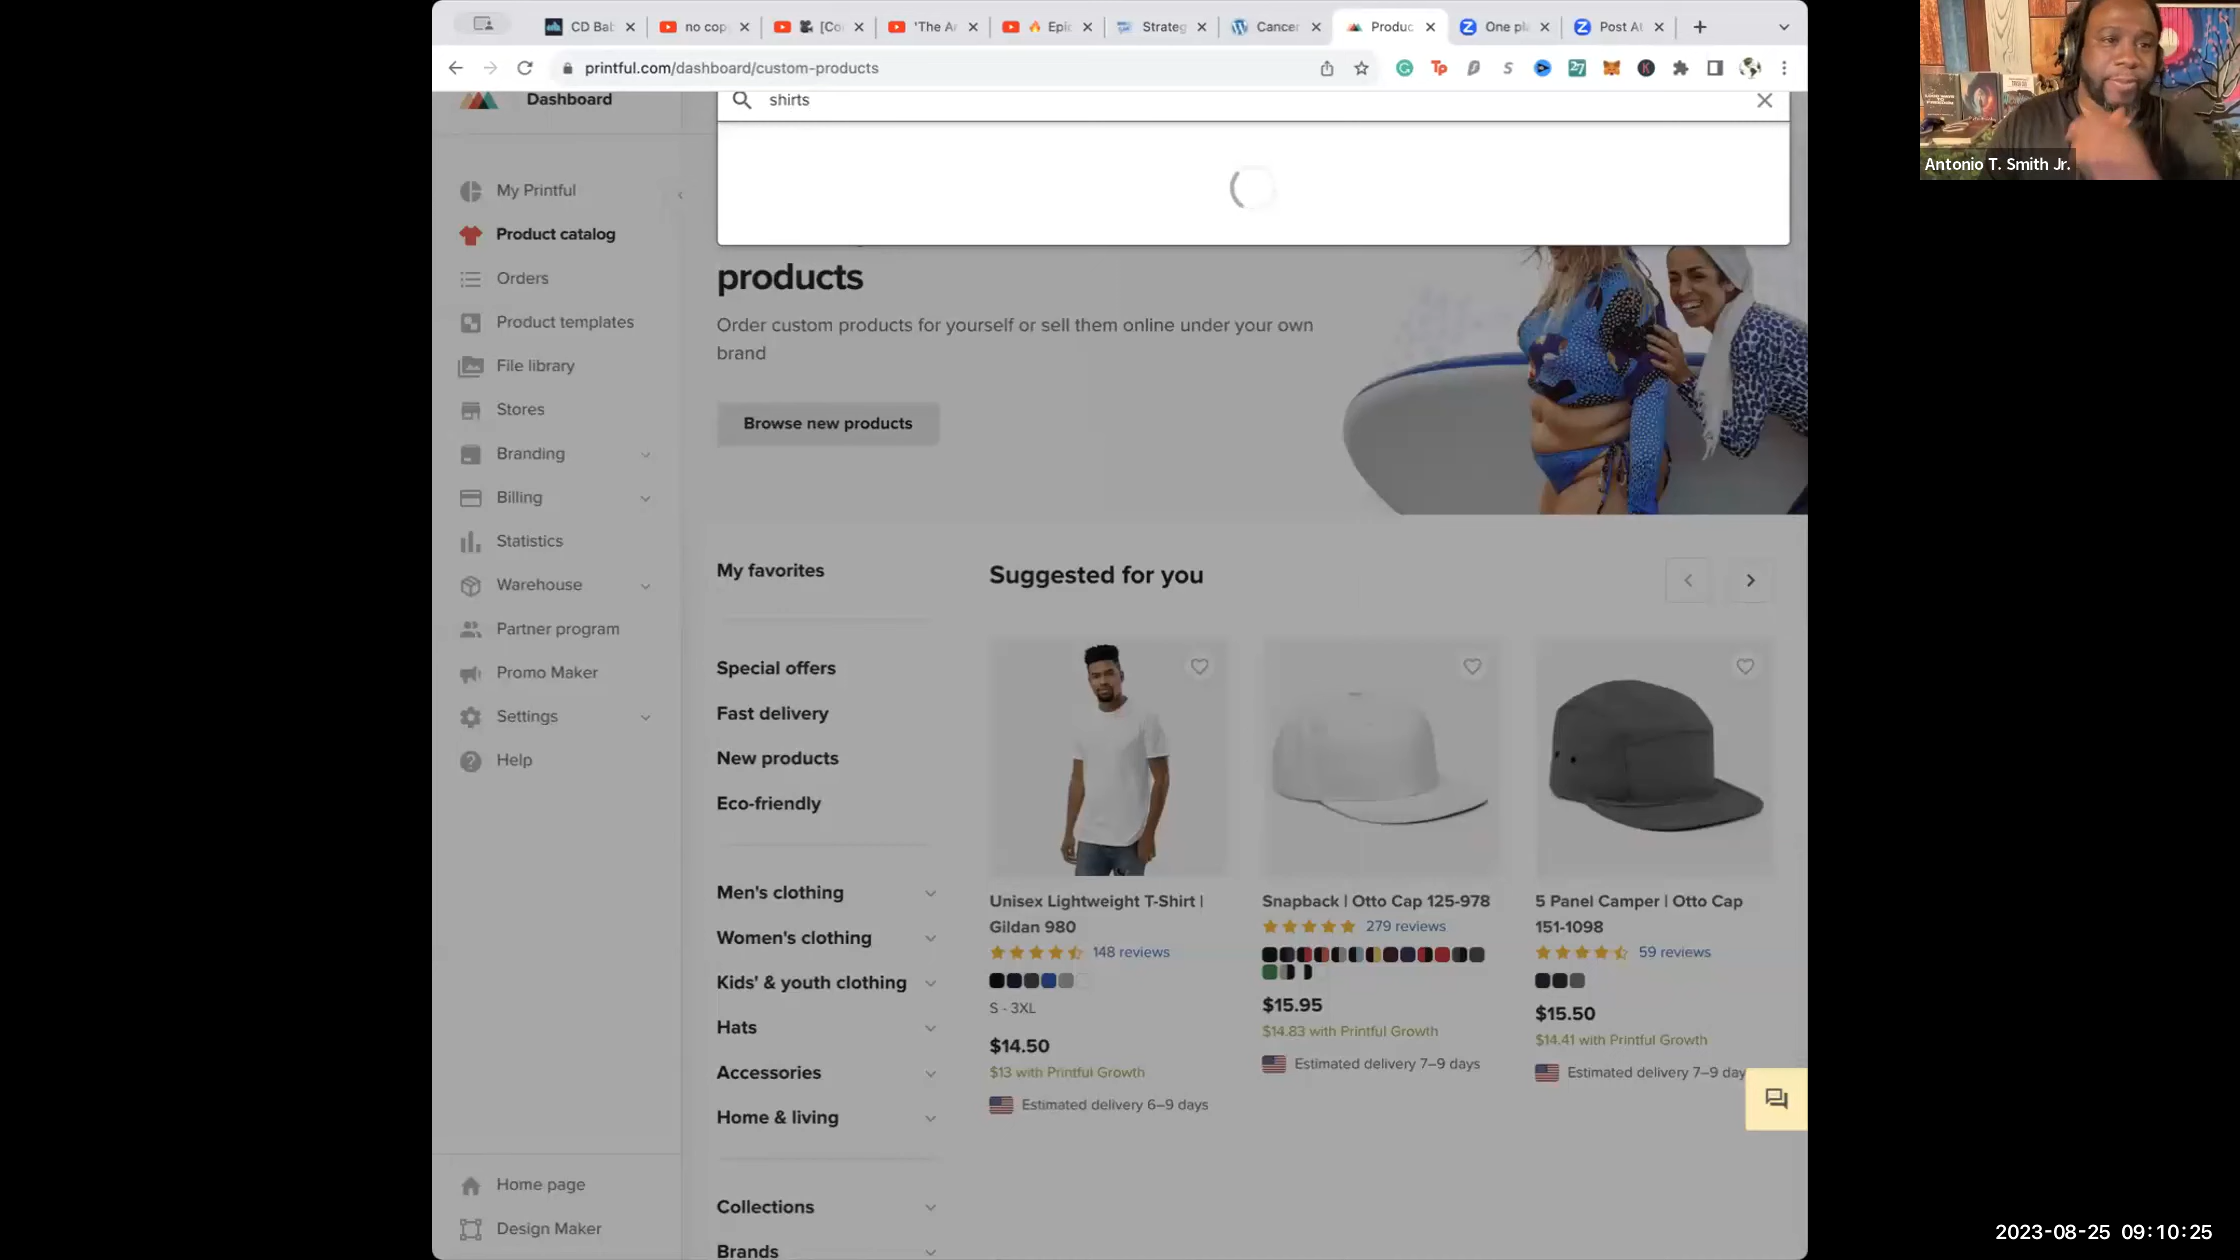 CD Bab
no cop
[Co
'The Ar
Epic
Strateg
Cancer
Produc
One pl
Post At
printful.com/dashboard/custom-products
Dashboard
shirts
Antonio T. Smith Jr.
My Printful
Product catalog
Orders
Product templates
File library
Stores
Branding
Billing
Statistics
Warehouse
Partner program
Promo Maker
Settings
Help
Home page
Design Maker
products
Order custom products for yourself or sell them online under your own
brand
Browse new products
My favorites
Special offers
Fast delivery
New products
Eco-friendly
Men's clothing
Women's clothing
Kids' & youth clothing
Hats
Accessories
Home & living
Collections
Brands
Suggested for you
Unisex Lightweight T-Shirt |
Gildan 980
148 reviews
S - 3XL
$14.50
$13 with Printful Growth
Estimated delivery 6–9 days
Snapback | Otto Cap 125-978
279 reviews
$15.95
$14.83 with Printful Growth
Estimated delivery 7–9 days
5 Panel Camper | Otto Cap
151-1098
59 reviews
$15.50
$14.41 with Printful Growth
Estimated delivery 7–9 day
2023-08-25 09:10:25